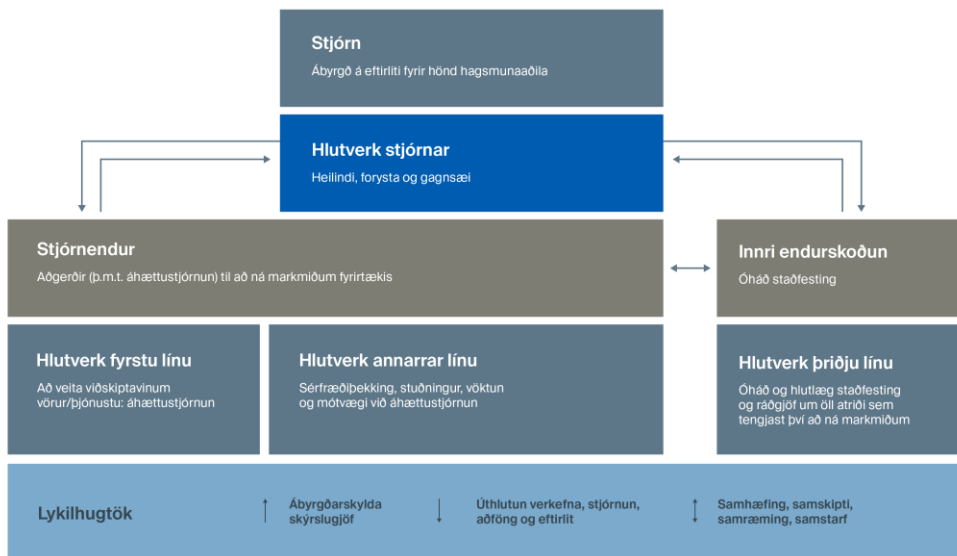 Stjórn
Ábyrgð á eftirliti fyrir hönd hagsmunaaðila
Hlutverk stjórnar
Heilindi, forysta og gagnsæi
Stjórnendur
Aðgerðir (þ.m.t. áhættustjórnun) til að ná markmiðum fyrirtækis
Innri endurskoðun
Óháð staðfesting
Hlutverk fyrstu línu
Að veita viðskiptavinum
vörur/þjónustu: áhættustjórnun
Hlutverk annarrar línu
Sérfræðiþekking, stuðningur, vöktun
og mótvægi við áhættustjórnun
Hlutverk þriðju línu
Óháð og hlutlæg staðfesting
og ráðgjöf um öll atriði sem
tengjast því að ná markmiðum
Lykilhugtök
Ábyrgðarskylda
skýrslugjöf
Úthlutun verkefna, stjórnun,
aðföng og eftirlit
Samhæfing, samskipti
samræming, samstarf